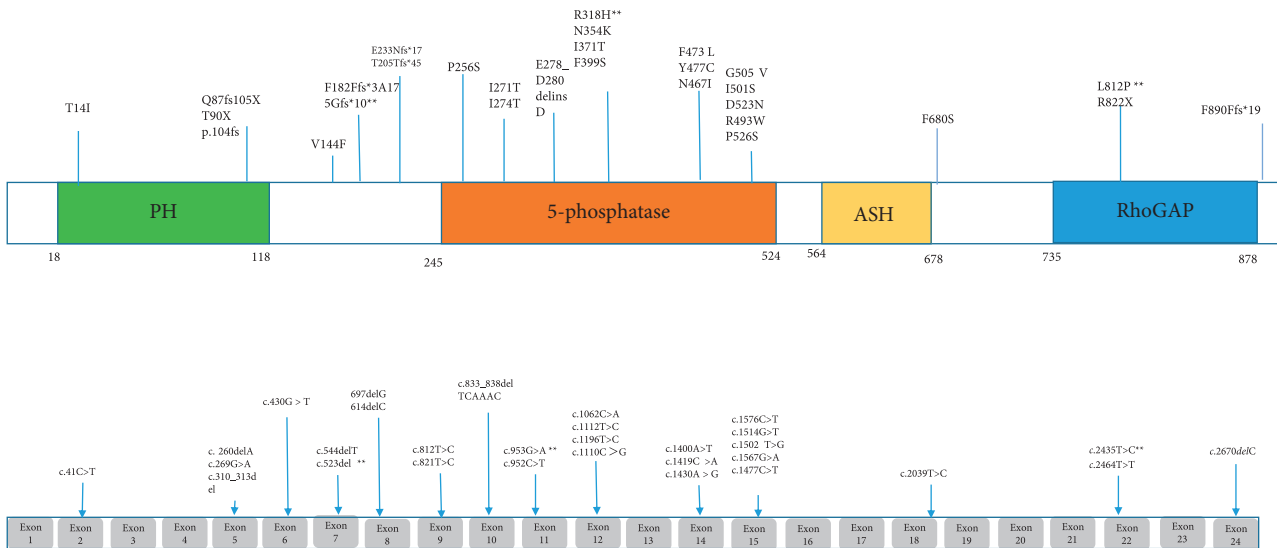 T14I
Q87fs105X
T90X
p.104fs
V144F
F182Ffs*3A17
5Gfs*10**
E233Nfs*17
T205Tfs*45
P256S
I271T
I274T
E278_
D280
delins
D
R318H**
N354K
I371T
F399S
F473 L
Y477C
N467I
G505 V
I501S
D523N
R493W
P526S
F680S
L812P **
R822X
F890Ffs*19
PH
5-phosphatase
ASH
RhoGAP
18
118
245
524
564
678
735
878
c.41C>T
c. 260delA
c.269G>A
c.310_313d
el
c.430G > T
c.544delT
c.523del **
697delG
614delC
c.812T>C
c.821T>C
c.833_838del
TCAAAC
c.953G>A **
c.952C>T
c.1062C>A
c.1112T>C
c.1196T>C
c.1110C > G
c.1400A>T
c.1419C >A
c.1430A > G
c.1576C>T
c.1514G>T
c.1502 T>G
c.1567G>A
c.1477C>T
c.2039T>C
c.2435T>C**
c.2464T>T
c.2670delC
Exon
1
Exon
2
Exon
3
Exon
4
Exon
5
Exon
6
Exon
7
Exon
8
Exon
9
Exon
10
Exon
11
Exon
12
Exon
13
Exon
14
Exon
15
Exon
16
Exon
17
Exon
18
Exon
19
Exon
20
Exon
21
Exon
22
Exon
23
Exon
24